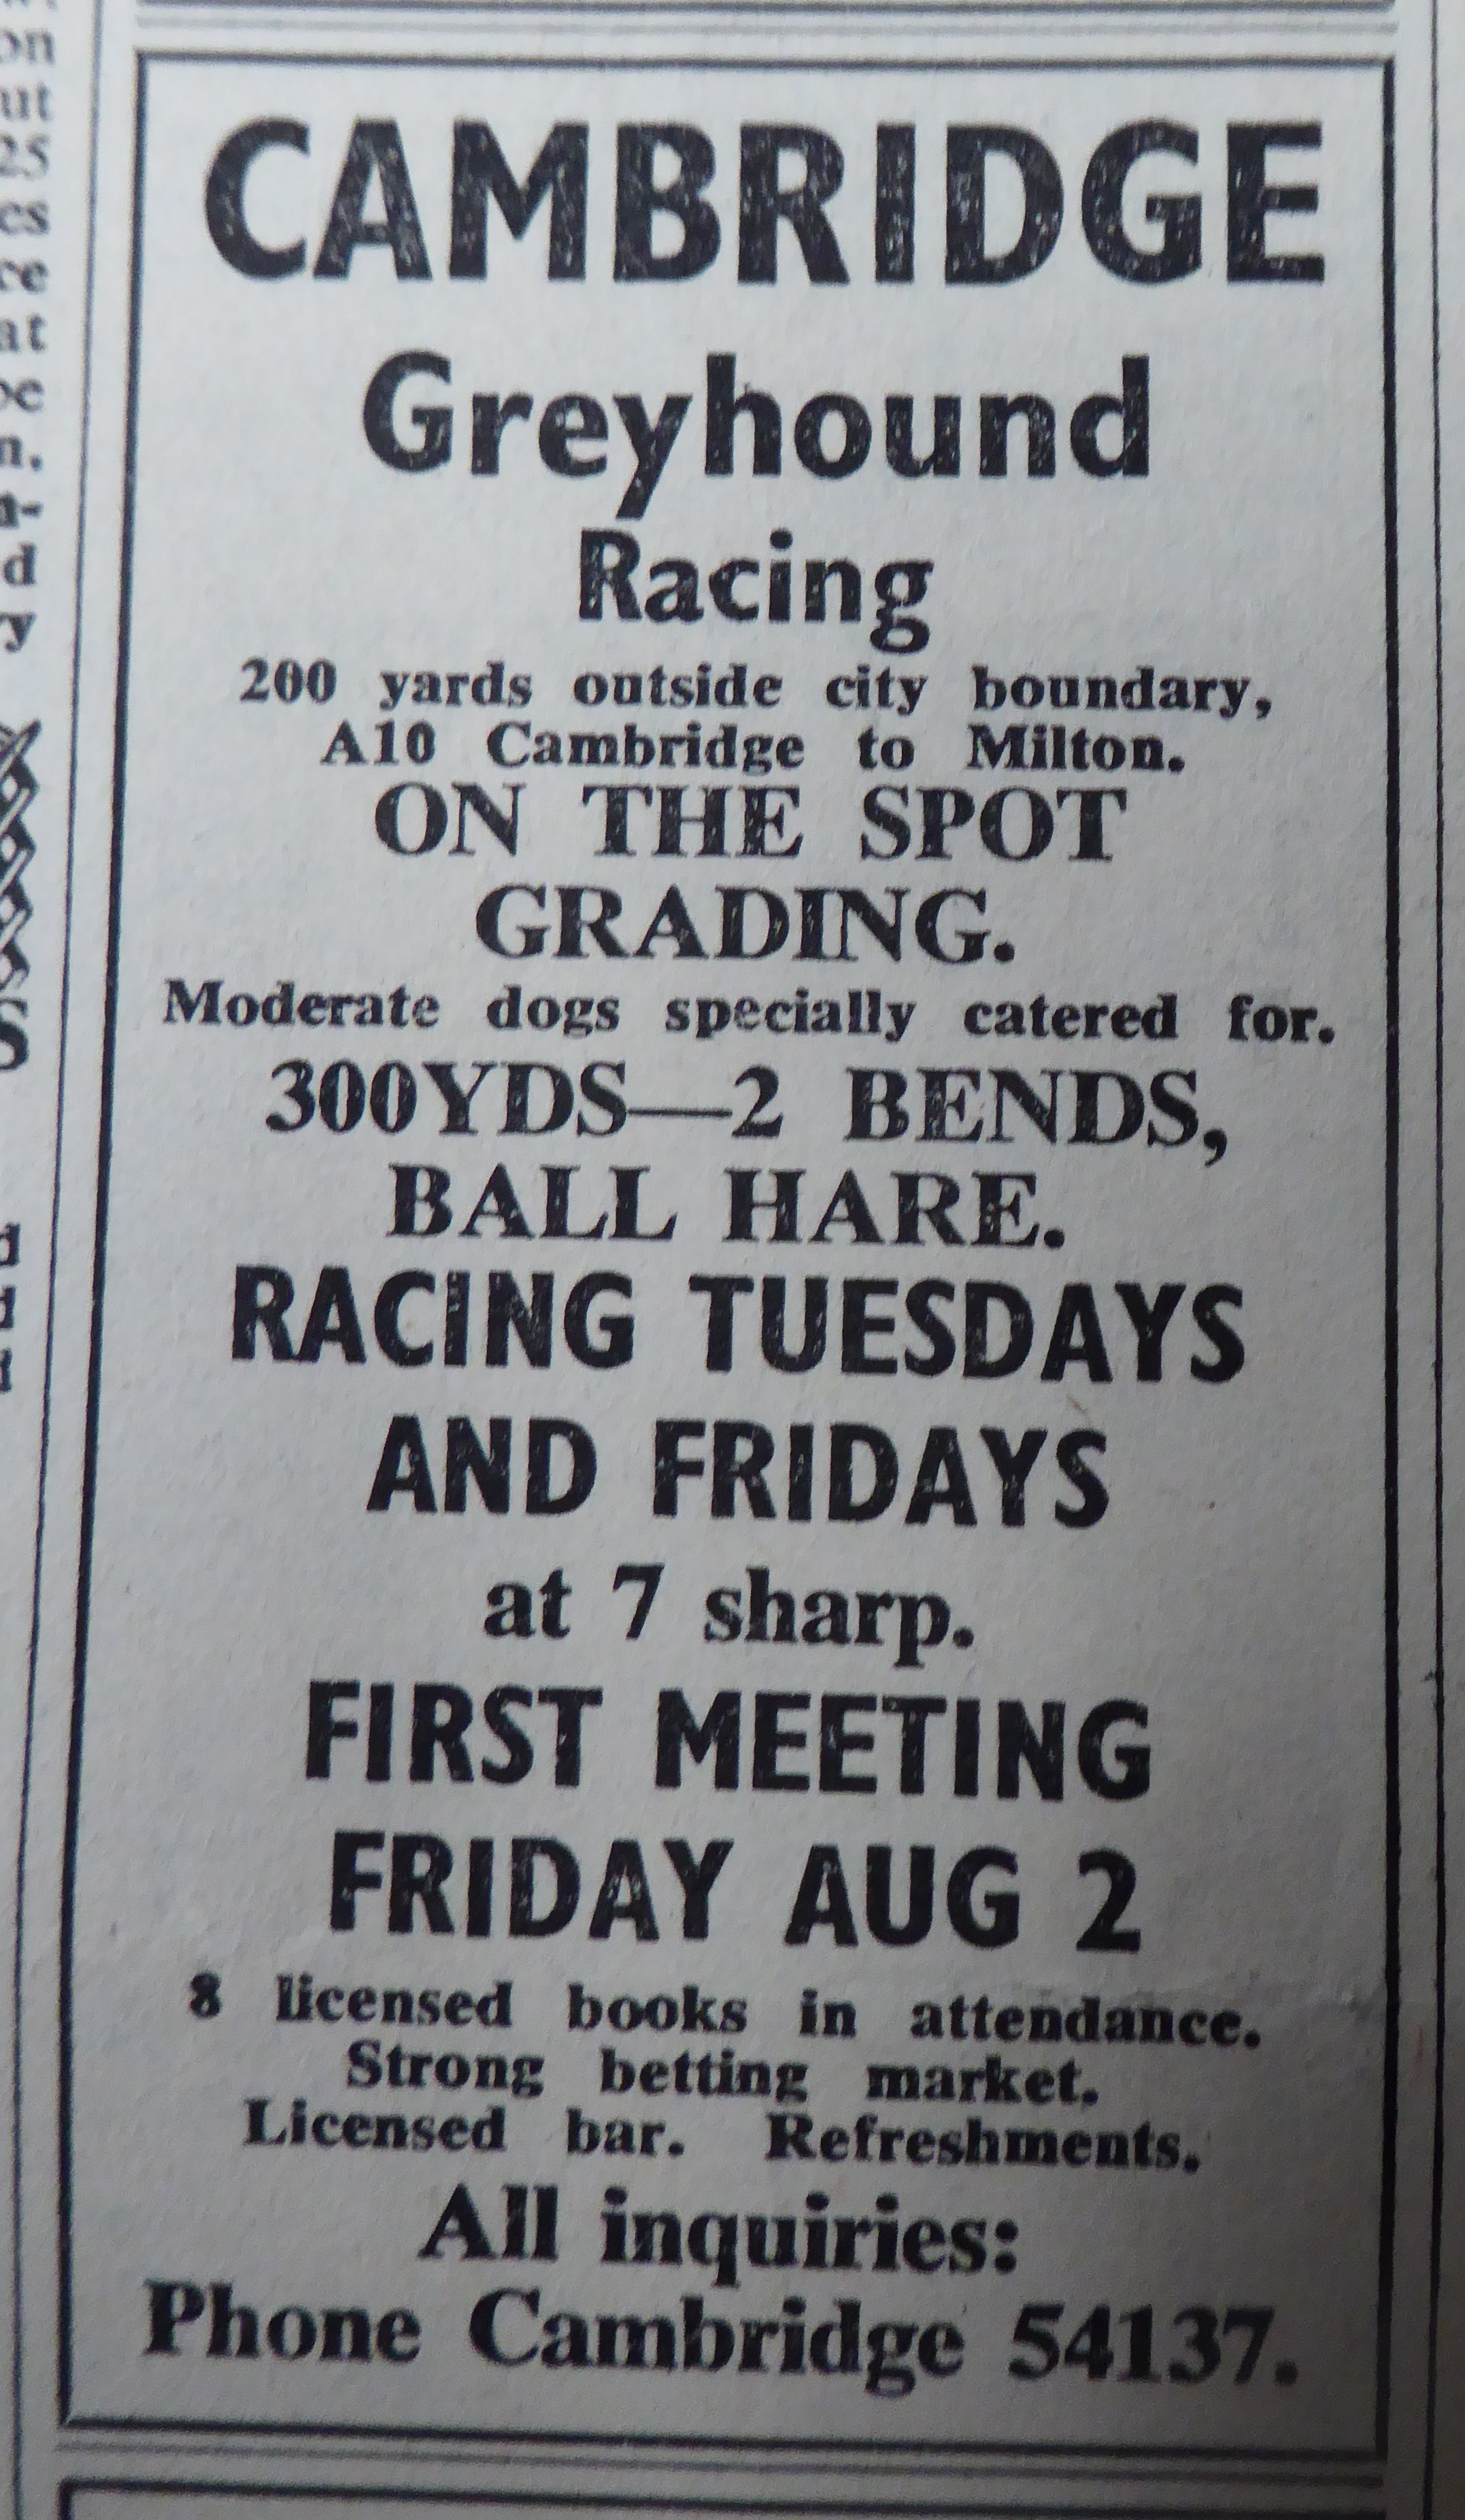 CAMBRIDGE
Greyhound
Racing
200 yards outside city boundary,
A10 Cambridge to Milton.
ON THE SPOT
GRADING.
Moderate dogs specially catered for.
300YDS—2 BENDS,
BALL HARE.
RACING TUESDAYS
AND FRIDAYS
at 7 sharp.
FIRST MEETING
FRIDAY AUG 2
8 licensed books in attendance.
Strong betting market.
Licensed bar. Refreshments.
All inquiries:
Phone Cambridge 54137.